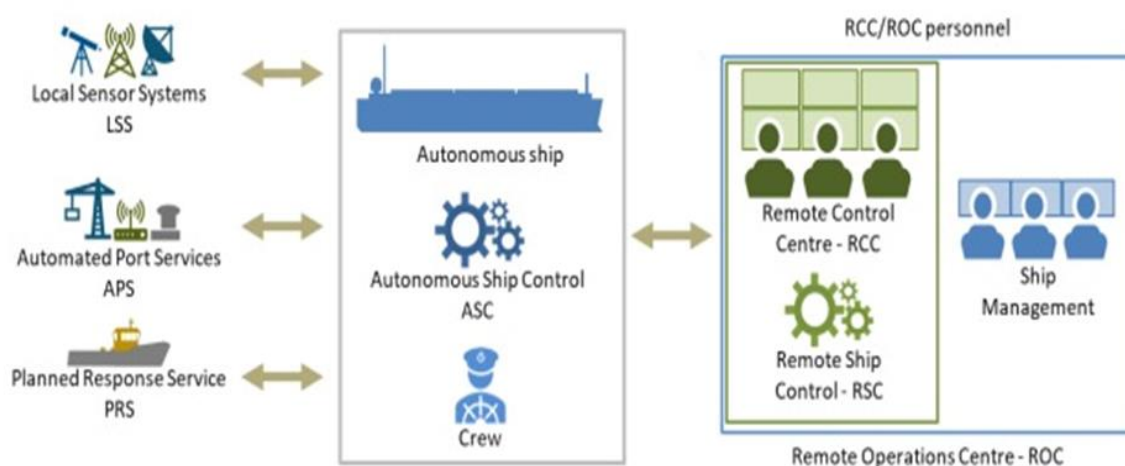 Local Sensor Systems
LSS
Automated Port Services
APS
Planned Response Service
PRS
Autonomous ship
Autonomous Ship Control
ASC
Crew
RCC/ROC personnel
Remote Control
Centre - RCC
Remote Ship
Control - RSC
Ship
Management
Remote Operations Centre - ROC